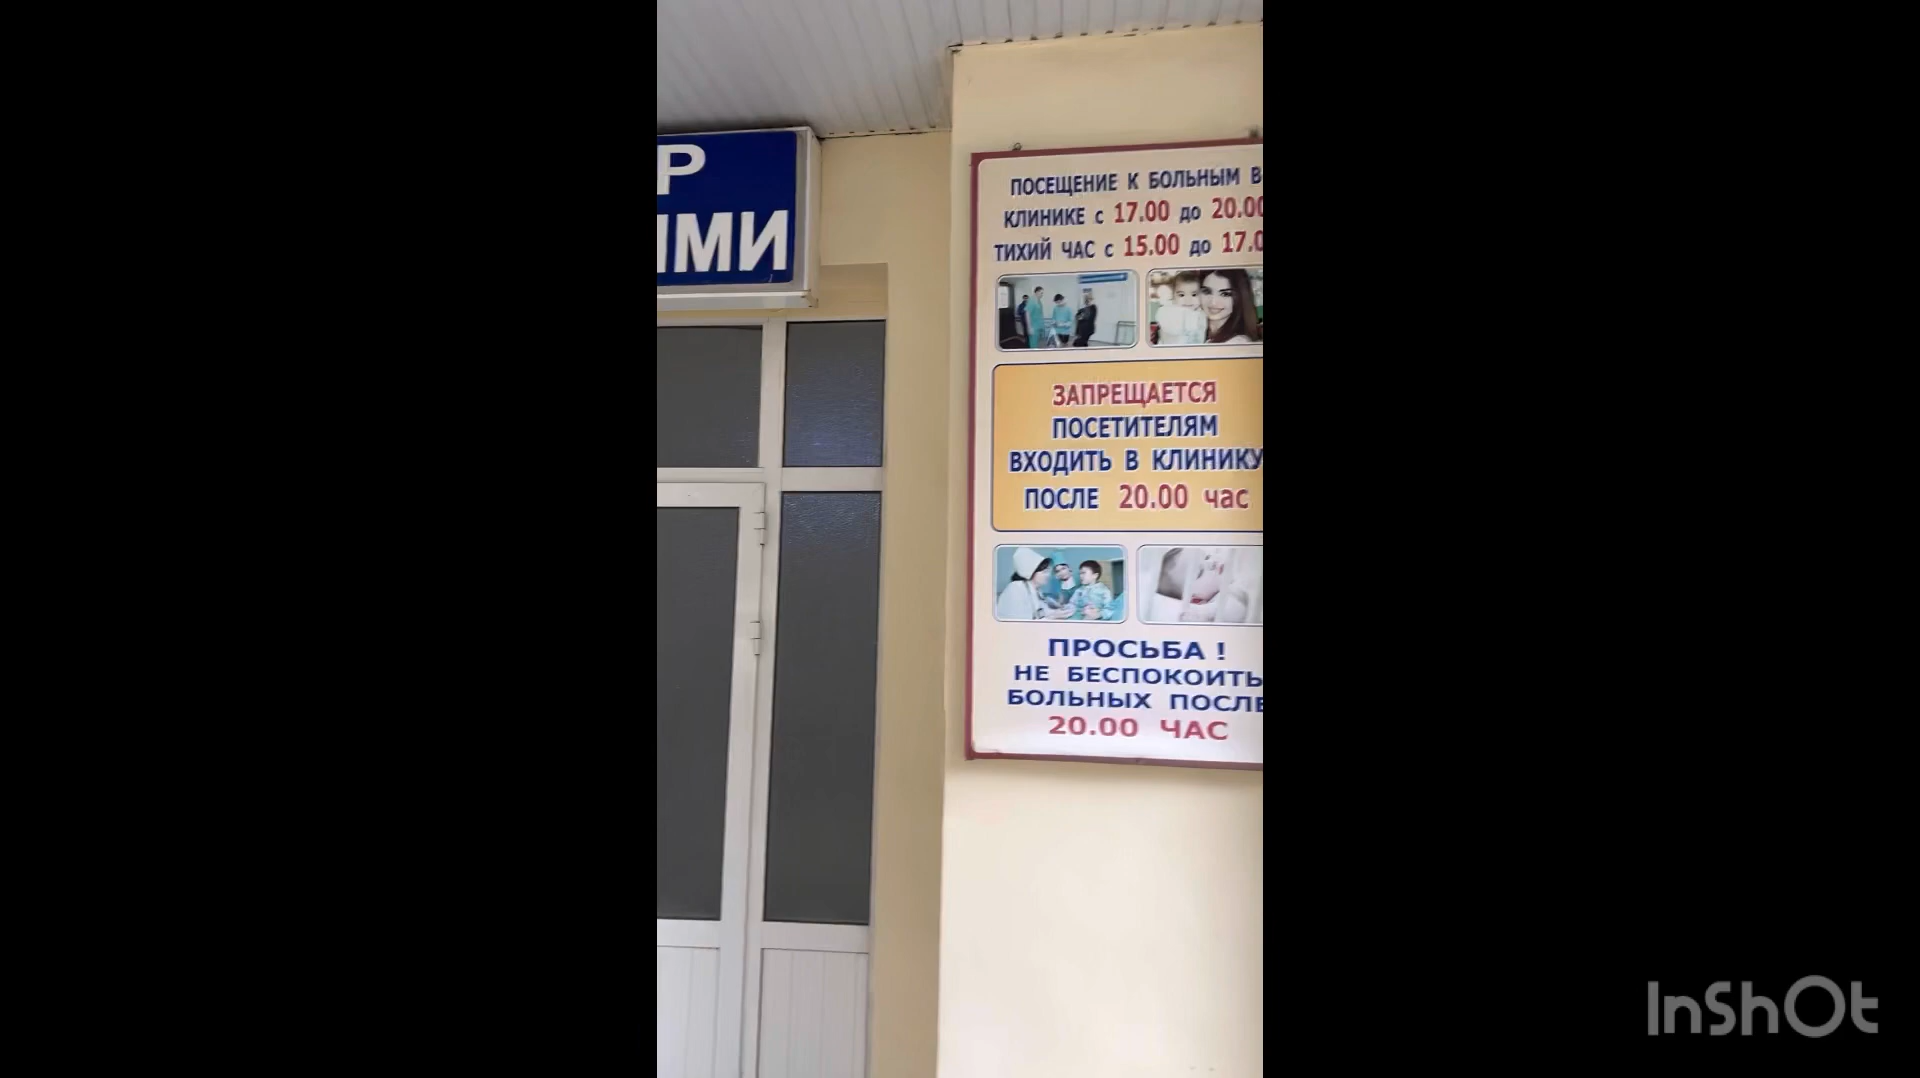 Р
ЫМИ
ПОСЕЩЕНИЕ К БОЛЬНЫМ В
КЛИНИКЕ с 17.00 до 20.00
ТИХИЙ ЧАС с 15.00 до 17.0
ЗАПРЕЩАЕТСЯ
ПОСЕТИТЕЛЯМ
ВХОДИТЬ В КЛИНИКУ
ПОСЛЕ 20.00 час
ПРОСЬБА !
НЕ БЕСПОКОИТЬ
БОЛЬНЫХ ПОСЛЕ
20.00 ЧАС
InShOt